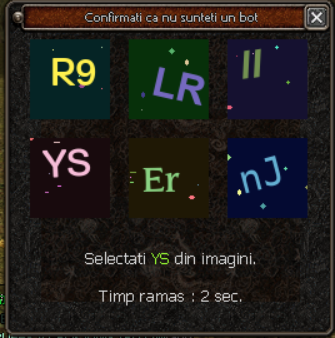 Confirmati ca nu sunteti un bot
R9 LR II
YS Er nJ
Selectati YS din imagini.
Timp ramas : 2 sec.